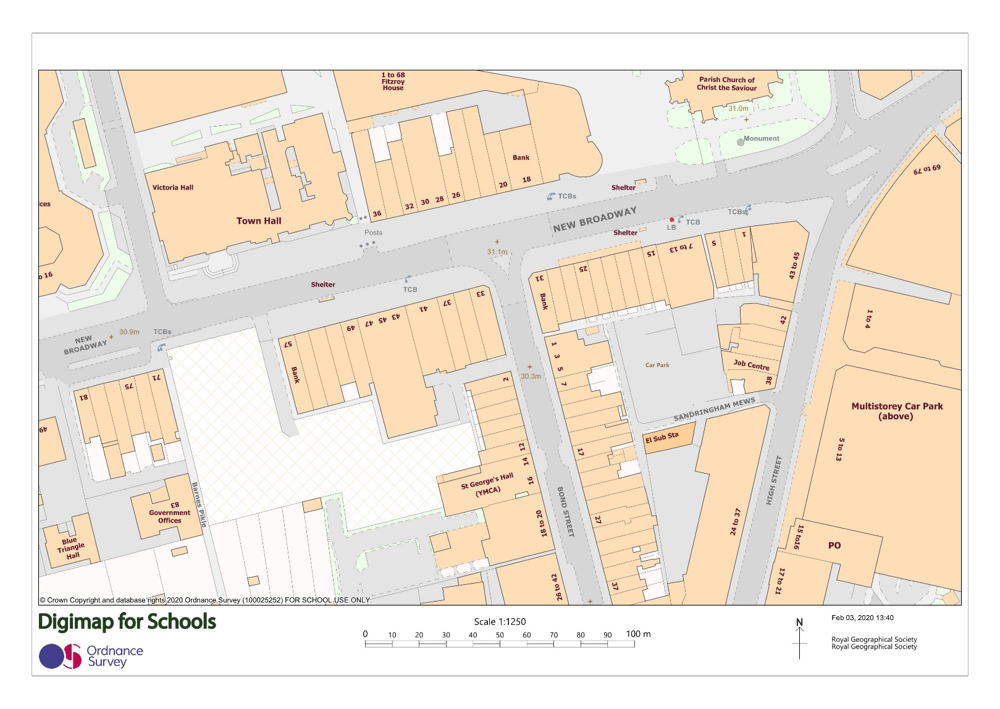 1 to 68
Fitzroy
House
Parish Church of
Christ the Saviour
31.0m
Monument
Victoria Hall
Town Hall
Bank
20
18
36
32
30
28
26
Shelter
TCBs
69 to 79
ices
o 16
Posts
NEW BROADWAY
TCBs
LB
TCB
Shelter
31.1m
Shelter
TCB
31
Bank
25
15
7 to 13
5
1
43 to 45
NEW
BROADWAY
30.9m
TCBs
57
Bank
49
47
45
43
41
37
33
1 to 4
42
Job Centre
38
Car Park
1
3
5
7
30.3m
2
81
75
71
49
SANDRINGHAM MEWS
El Sub Sta
Multistorey Car Park
(above)
5 to 13
12
14
16
17
St George's Hall
(YMCA)
18 to 20
BOND STREET
HIGH STREET
Barnes Pikle
83
Government
Offices
Blue
Triangle
Hall
27
24 to 37
15 to16
PO
26 to 42
37
17 to 21
© Crown Copyright and database rights 2020 Ordnance Survey (100025252) FOR SCHOOL USE ONLY.
Digimap for Schools
Ordnance
Survey
Scale 1:1250
0 10 20 30 40 50 60 70 80 90 100 m
N
Feb 03, 2020 13:40
Royal Geographical Society
Royal Geographical Society